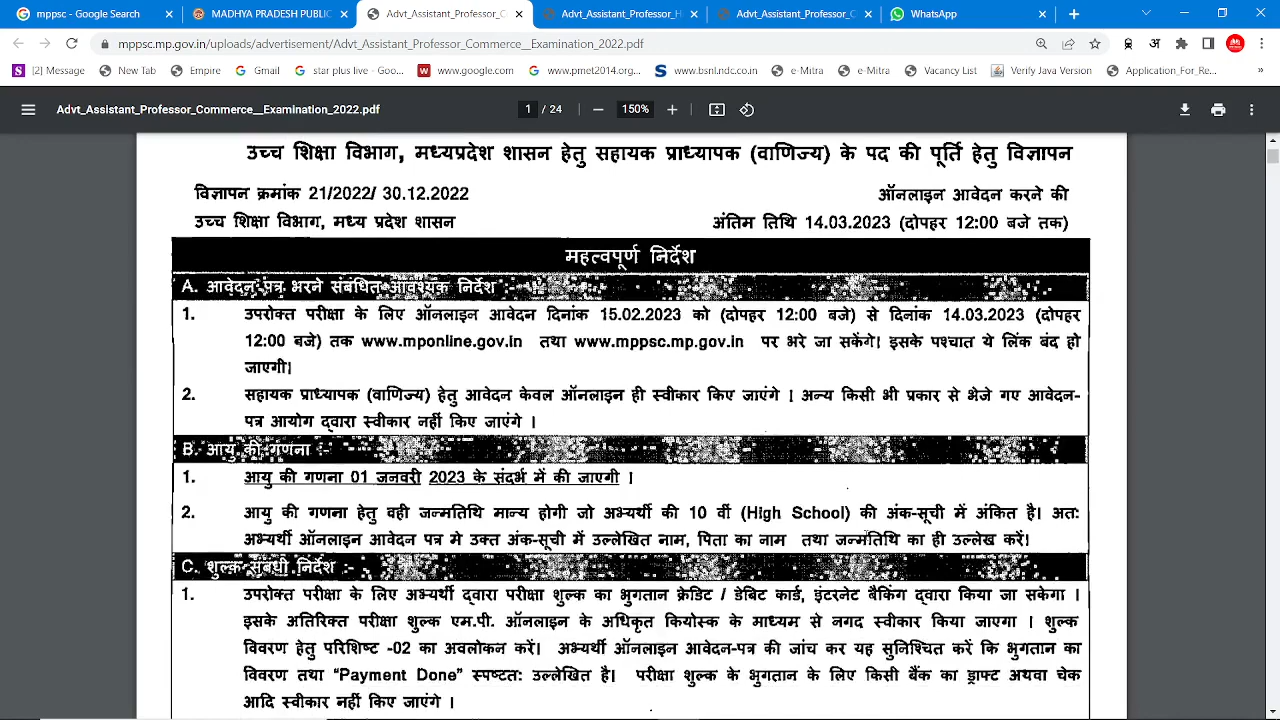 mppsc - Google Search
MADHYA PRADESH PUBLIC
Advt_Assistant_Professor_C
Advt_Assistant_Professor_H
Advt_Assistant_Professor_C
WhatsApp
mppsc.mp.gov.in/uploads/advertisement/Advt_Assistant_Professor_Commerce__Examination_2022.pdf
अ
[2] Message
New Tab
Empire
Gmail
star plus live - Goo...
www.google.com
www.pmet2014.org...
www.bsnl.ndc.co.in
e-Mitra
e-Mitra
Vacancy List
Verify Java Version
Application_For_Re...
»
Advt_Assistant_Professor_Commerce__Examination_2022.pdf
1 / 24
150%
उच्च शिक्षा विभाग, मध्यप्रदेश शासन हेतु सहायक प्राध्यापक (वाणिज्य) के पद की पूर्ति हेतु विज्ञापन
विज्ञापन क्रमांक 21/2022/ 30.12.2022
ऑनलाइन आवेदन करने की
उच्च शिक्षा विभाग, मध्य प्रदेश शासन
अंतिम तिथि 14.03.2023 (दोपहर 12:00 बजे तक)
महत्वपूर्ण निर्देश
A. आवेदन पत्र भरने संबंधित आवश्यक निर्देश :-
1. उपरोक्त परीक्षा के लिए ऑनलाइन आवेदन दिनांक 15.02.2023 को (दोपहर 12:00 बजे) से दिनांक 14.03.2023 (दोपहर
12:00 बजे) तक www.mponline.gov.in तथा www.mppsc.mp.gov.in पर भरे जा सकेंगे। इसके पश्चात ये लिंक बंद हो
जाएगी।
2. सहायक प्राध्यापक (वाणिज्य) हेतु आवेदन केवल ऑनलाइन ही स्वीकार किए जाएंगे । अन्य किसी भी प्रकार से भेजे गए आवेदन-
पत्र आयोग द्वारा स्वीकार नहीं किए जाएंगे ।
B. आयु की गणना :-
1. आयु की गणना 01 जनवरी 2023 के संदर्भ में की जाएगी ।
2. आयु की गणना हेतु वही जन्मतिथि मान्य होगी जो अभ्यर्थी की 10 वीं (High School) की अंक-सूची में अंकित है। अत:
अभ्यर्थी ऑनलाइन आवेदन पत्र मे उक्त अंक-सूची में उल्लेखित नाम, पिता का नाम तथा जन्मतिथि का ही उल्लेख करें।
C. शुल्क संबंधी निर्देश :-
1. उपरोक्त परीक्षा के लिए अभ्यर्थी द्वारा परीक्षा शुल्क का भुगतान क्रेडिट / डेबिट कार्ड, इंटरनेट बैंकिंग द्वारा किया जा सकेगा ।
इसके अतिरिक्त परीक्षा शुल्क एम.पी. ऑनलाइन के अधिकृत कियोस्क के माध्यम से नगद स्वीकार किया जाएगा । शुल्क
विवरण हेतु परिशिष्ट -02 का अवलोकन करें। अभ्यर्थी ऑनलाइन आवेदन-पत्र की जांच कर यह सुनिश्चित करें कि भुगतान का
विवरण तथा “Payment Done” स्पष्टत: उल्लेखित है। परीक्षा शुल्क के भुगतान के लिए किसी बैंक का ड्राफ्ट अथवा चेक
आदि स्वीकार नहीं किए जाएंगे ।